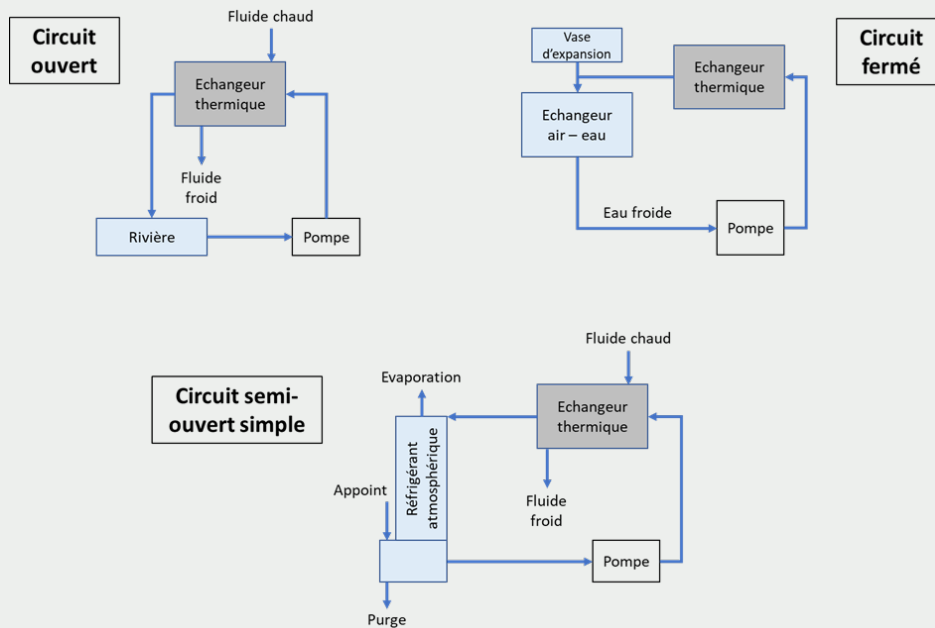 Circuit
ouvert
Fluide chaud
Echangeur
thermique
Fluide
froid
Rivière
Pompe
Vase
d'expansion
Echangeur
thermique
Circuit
fermé
Echangeur
air – eau
Eau froide
Pompe
Circuit semi-
ouvert simple
Fluide chaud
Evaporation
Echangeur
thermique
Réfrigérant
atmosphérique
Appoint
Fluide
froid
Pompe
Purge